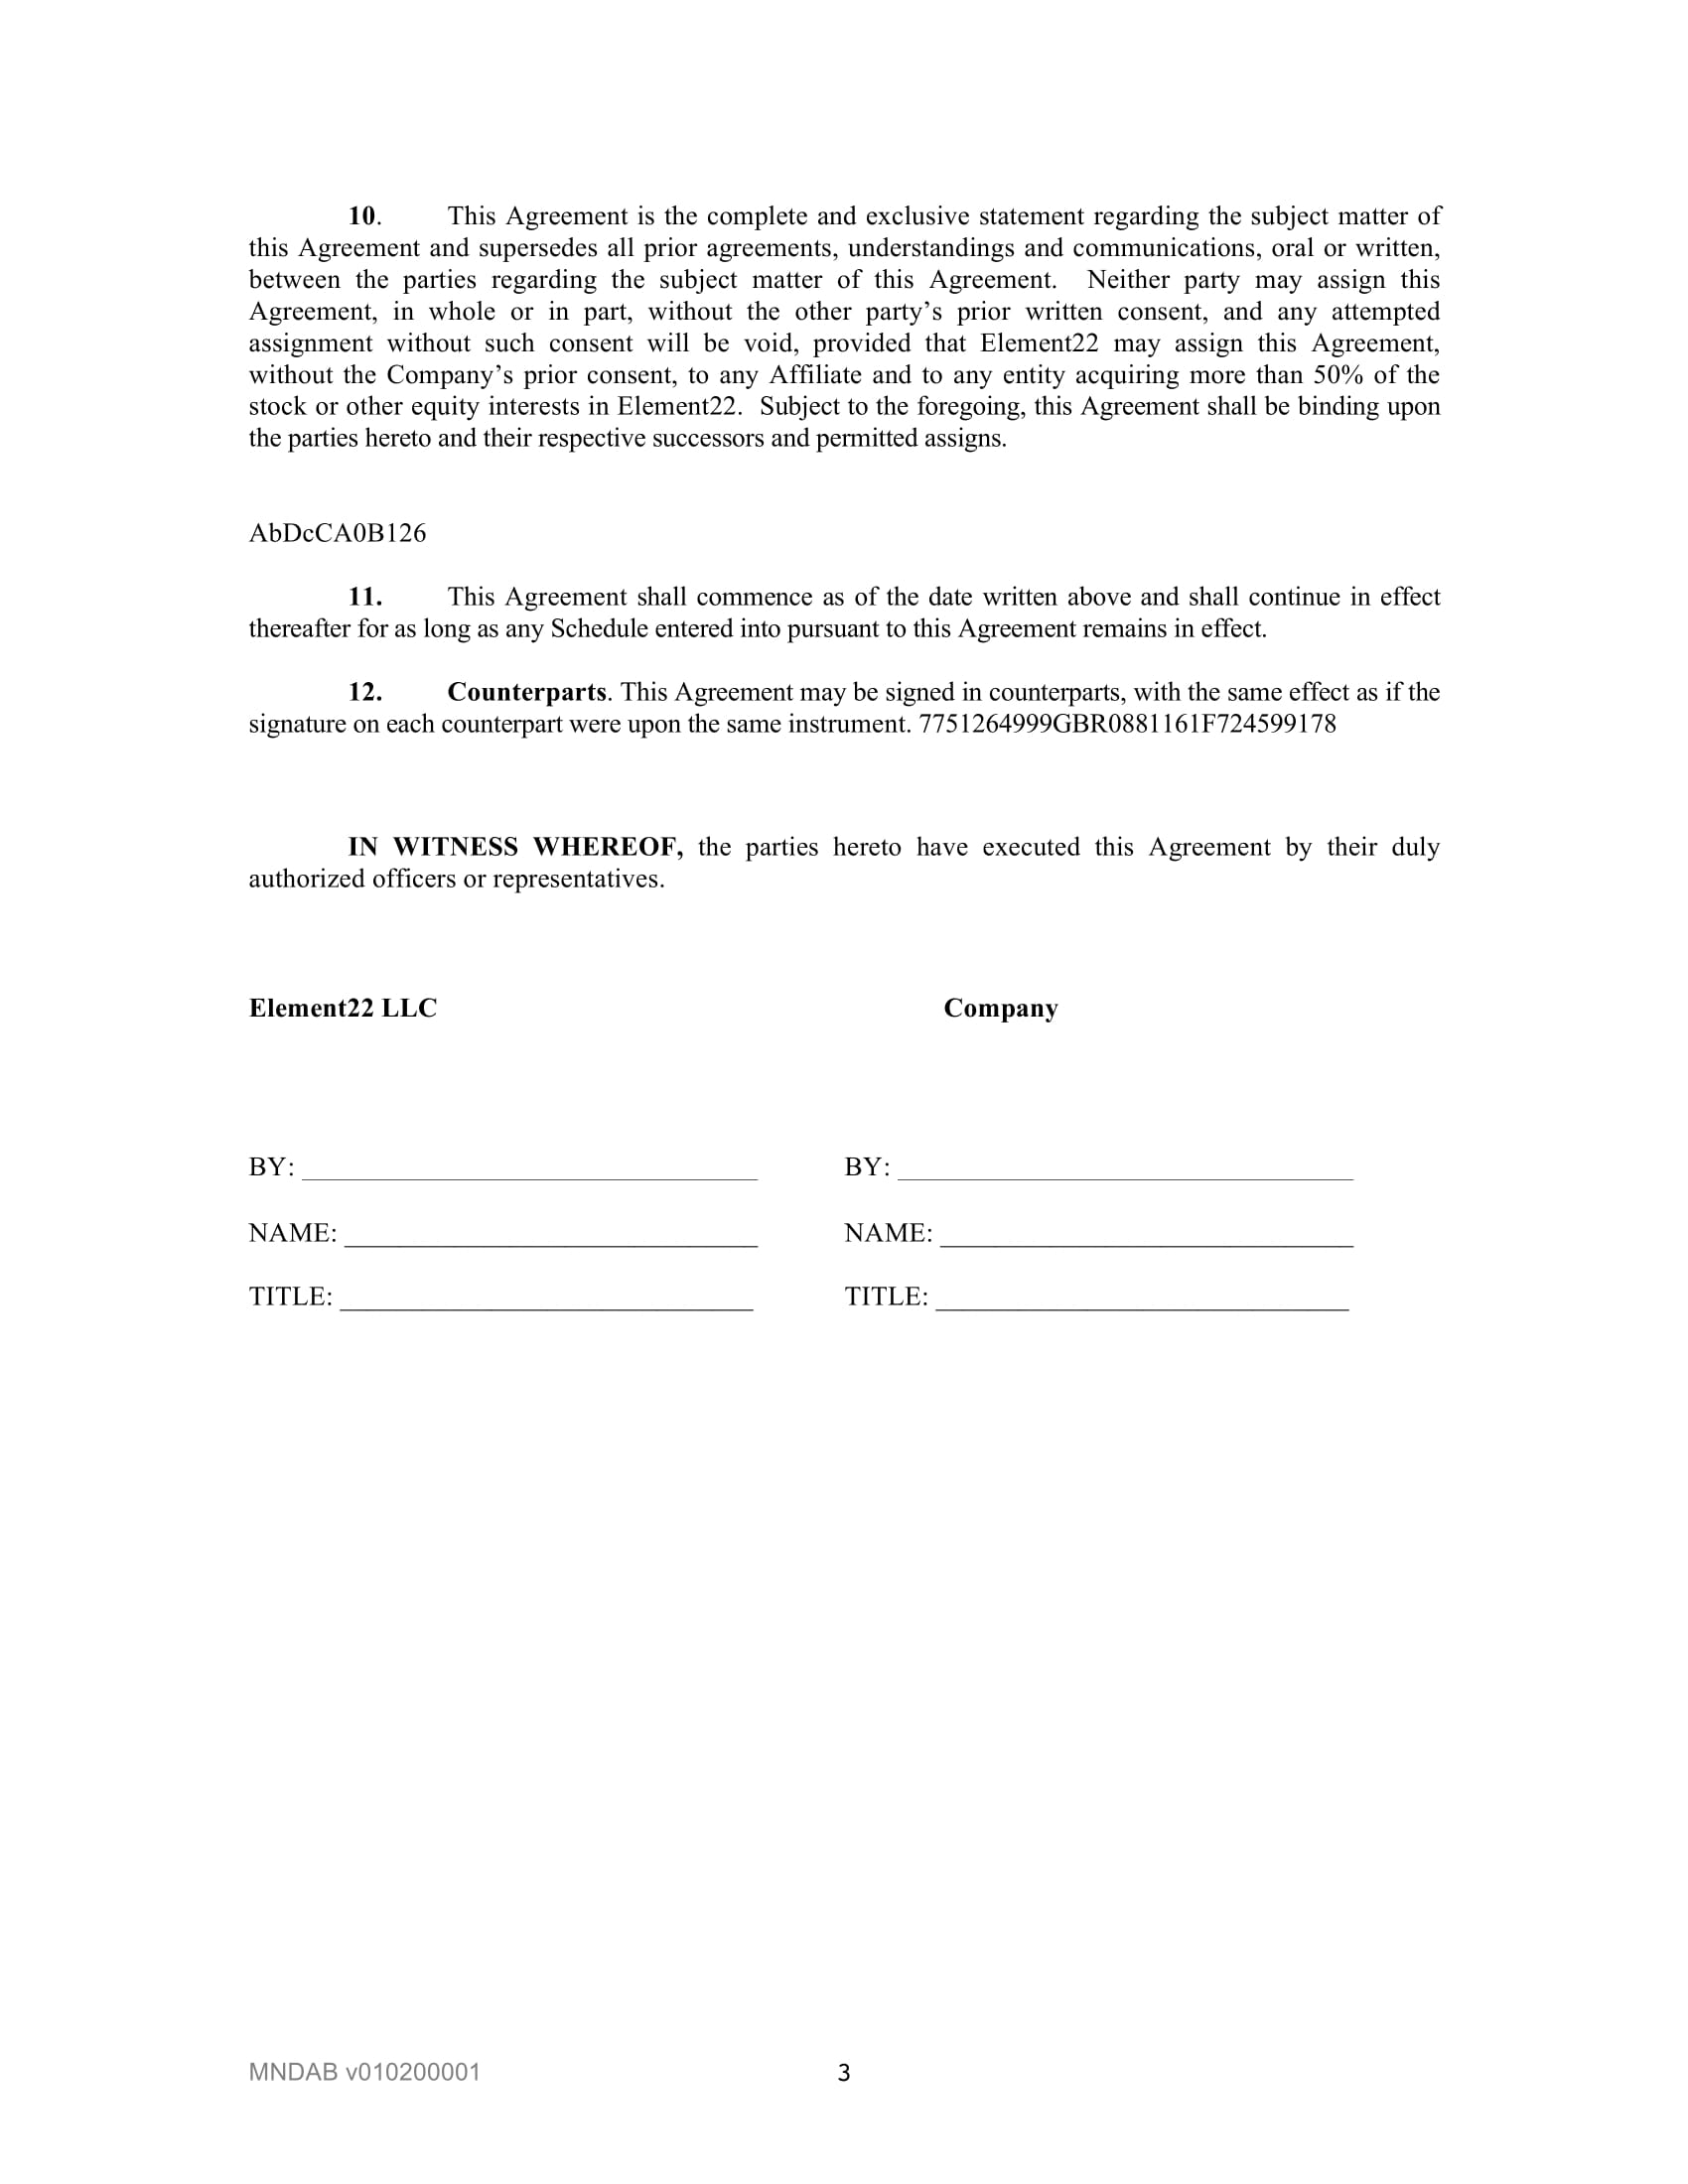 10. This Agreement is the complete and exclusive statement regarding the subject matter of
this Agreement and supersedes all prior agreements, understandings and communications, oral or written,
between the parties regarding the subject matter of this Agreement. Neither party may assign this
Agreement, in whole or in part, without the other party’s prior written consent, and any attempted
assignment without such consent will be void, provided that Element22 may assign this Agreement,
without the Company’s prior consent, to any Affiliate and to any entity acquiring more than 50% of the
stock or other equity interests in Element22. Subject to the foregoing, this Agreement shall be binding upon
the parties hereto and their respective successors and permitted assigns.
AbDcCA0B126
11. This Agreement shall commence as of the date written above and shall continue in effect
thereafter for as long as any Schedule entered into pursuant to this Agreement remains in effect.
12. Counterparts. This Agreement may be signed in counterparts, with the same effect as if the
signature on each counterpart were upon the same instrument. 7751264999GBR0881161F724599178
IN WITNESS WHEREOF, the parties hereto have executed this Agreement by their duly
authorized officers or representatives.
Element22 LLC Company
BY: ______________________________ BY: ______________________________
NAME: ______________________________ NAME: ______________________________
TITLE: ______________________________ TITLE: ______________________________
MNDAB v010200001 3